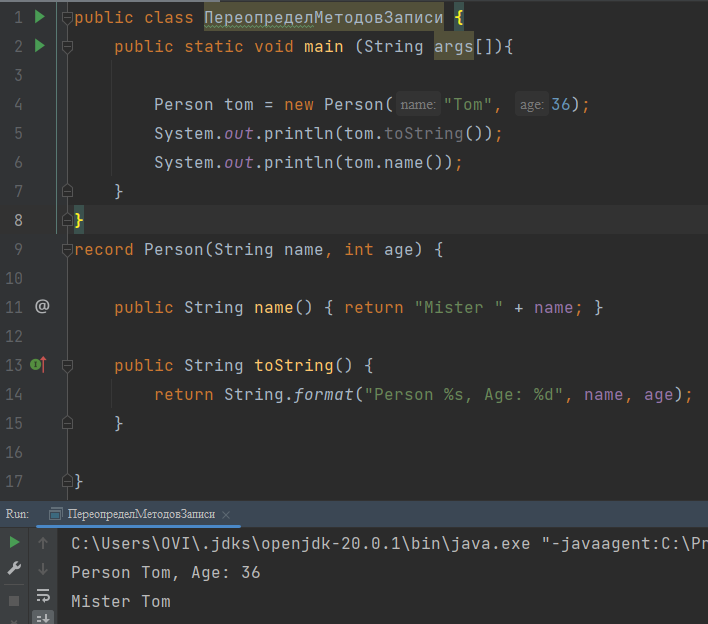 1 public class ПереопределМетодовЗаписи {
2 public static void main (String args[]){
3
4 Person tom = new Person( name: "Tom", age: 36);
5 System.out.println(tom.toString());
6 System.out.println(tom.name());
7 }
8 }
9 record Person(String name, int age) {
10
11 @ public String name() { return "Mister " + name; }
12
13 public String toString() {
14 return String.format("Person %s, Age: %d", name, age);
15 }
16
17 }
Run: ПереопределМетодовЗаписи ×
C:\Users\OVI\.jdks\openjdk-20.0.1\bin\java.exe "-javaagent:C:\Pr
Person Tom, Age: 36
Mister Tom